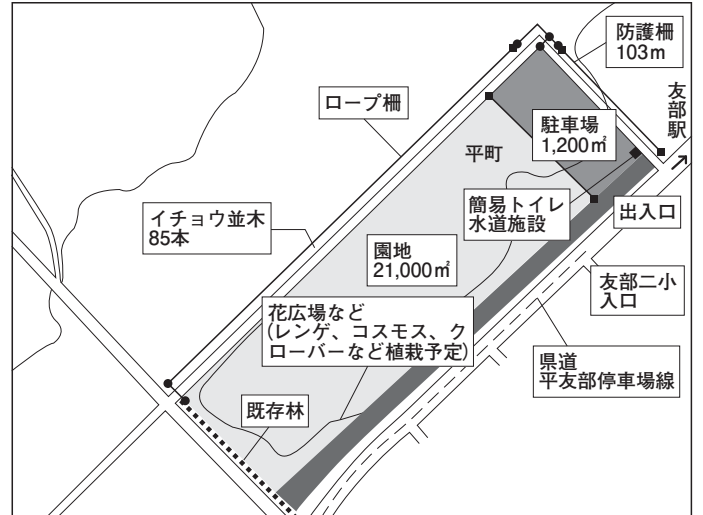 防護柵
103m
友部駅
ロープ柵
駐車場
1,200㎡
平町
簡易トイレ
水道施設
出入口
イチョウ並木
85本
園地
21,000㎡
友部二小
入口
花広場など
(レンゲ、コスモス、ク
ローバーなど植栽予定)
県道
平友部停車場線
既存林